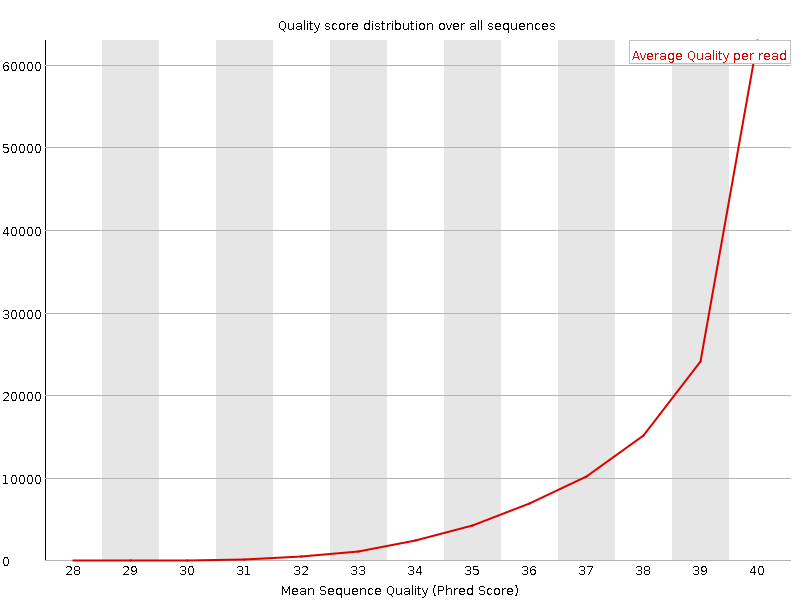 Quality score distribution over all sequences
Average Quality per read
60000
50000
40000
30000
20000
10000
0
28 29 30 31 32 33 34 35 36 37 38 39 40
Mean Sequence Quality (Phred Score)